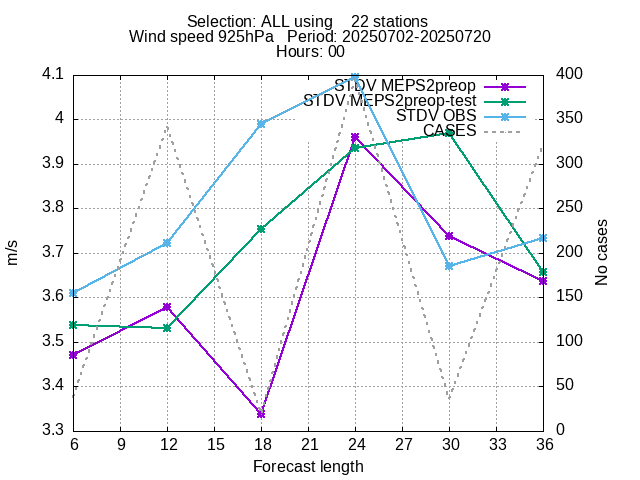 Selection: ALL using    22 stations
Wind speed 925hPa   Period: 20250702-20250720
Hours: 00
STDV MEPS2preop
STDV MEPS2preop-test
STDV OBS
CASES
4.1
4
3.9
3.8
3.7
3.6
3.5
3.4
3.3
m/s
400
350
300
250
200
150
100
50
0
No cases
6 9 12 15 18 21 24 27 30 33 36
Forecast length